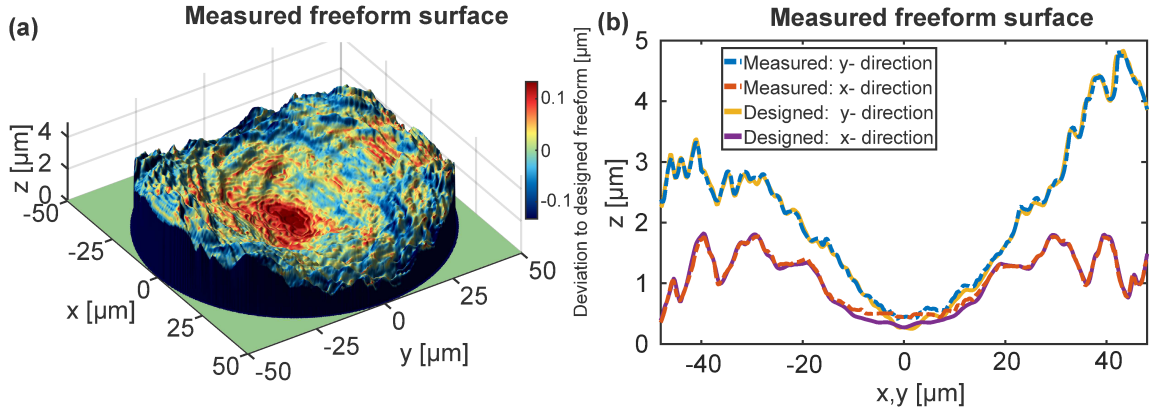 (a)
Measured freeform surface
z [µm]
4
2
0
-50
-25
0
25
50
x [µm]
-50
-25
0
25
50
y [µm]
0.1
0
-0.1
Deviation to designed freeform [µm]
(b)
Measured freeform surface
5
4
3
2
1
0
z [µm]
Measured: y- direction
Measured: x- direction
Designed: y- direction
Designed: x- direction
-40
-20
0
20
40
x,y [µm]